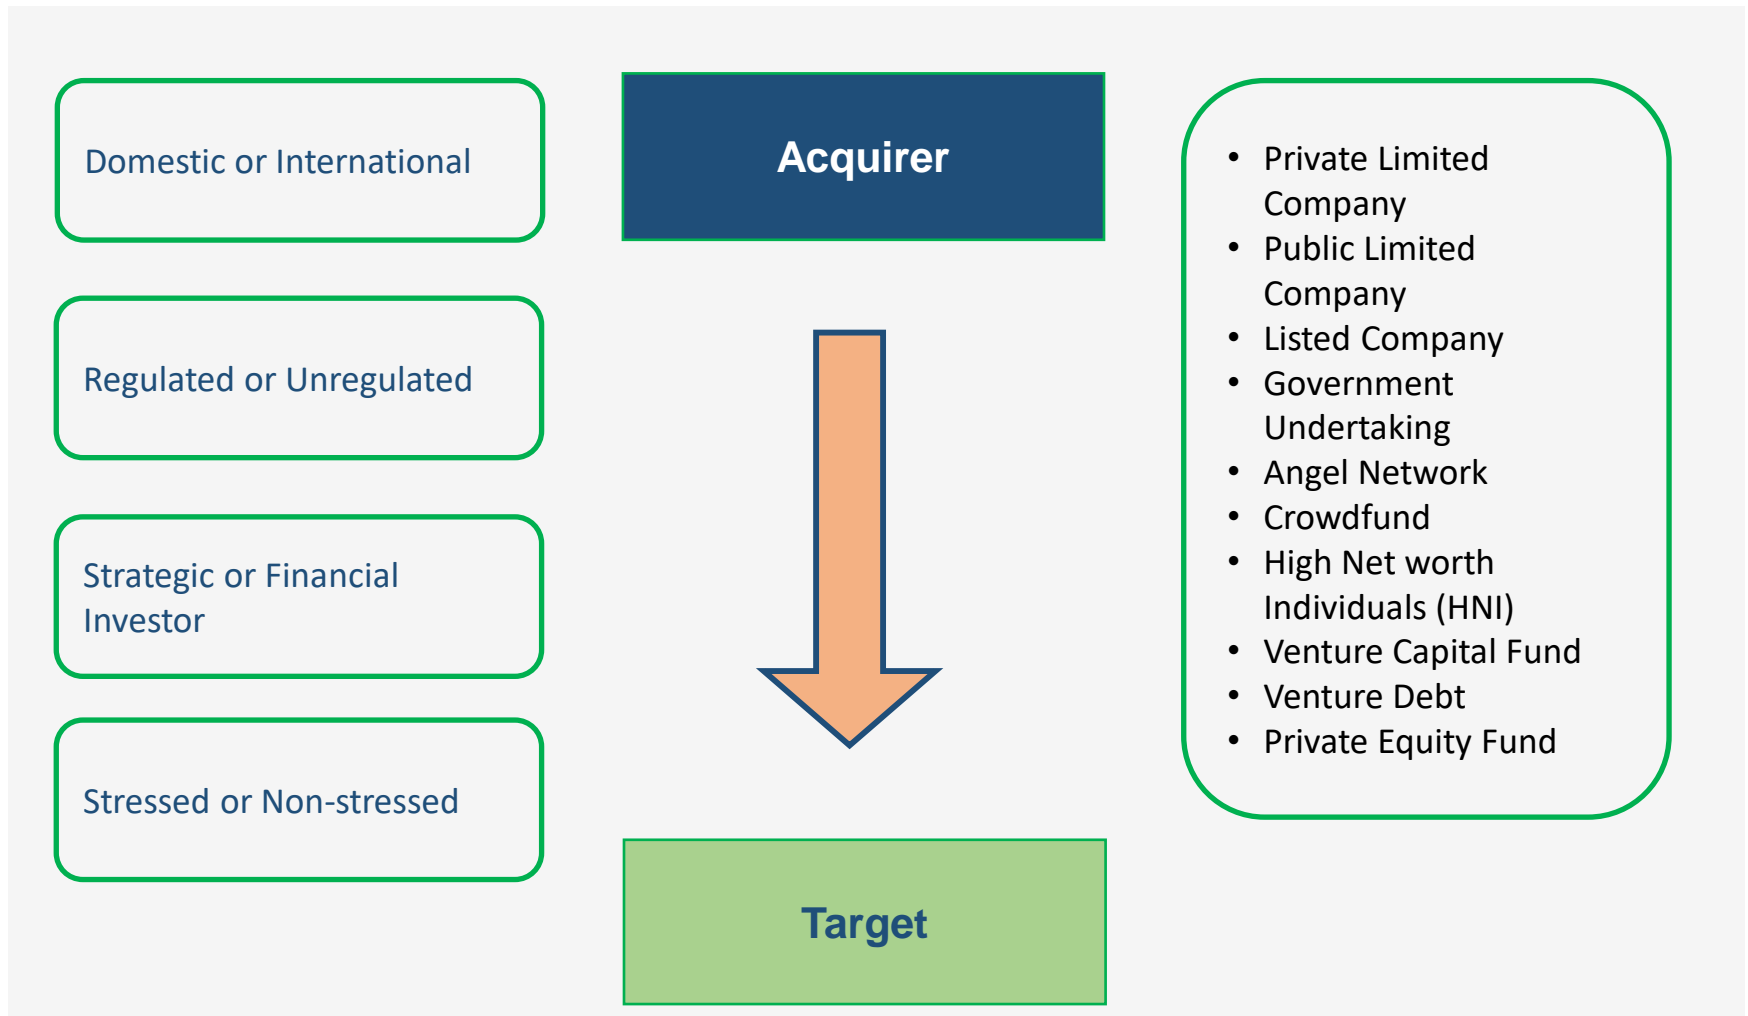 Domestic or International
Regulated or Unregulated
Strategic or Financial
Investor
Stressed or Non-stressed
Acquirer
Target
• Private Limited
Company
• Public Limited
Company
• Listed Company
• Government
Undertaking
• Angel Network
• Crowdfund
• High Net worth
Individuals (HNI)
• Venture Capital Fund
• Venture Debt
• Private Equity Fund